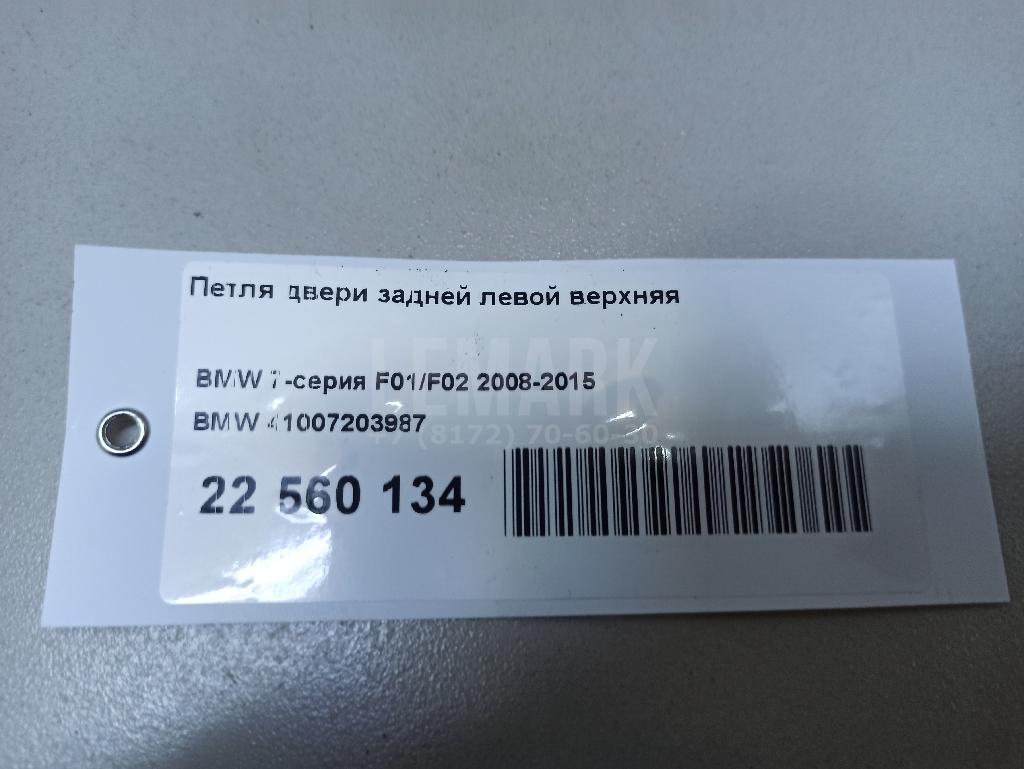 Петля двери задней левой верхняя
BMW 7-серия F01/F02 2008-2015
LEMARK
BMW 41007203987
+7 (8172) 70-60-50
22 560 134